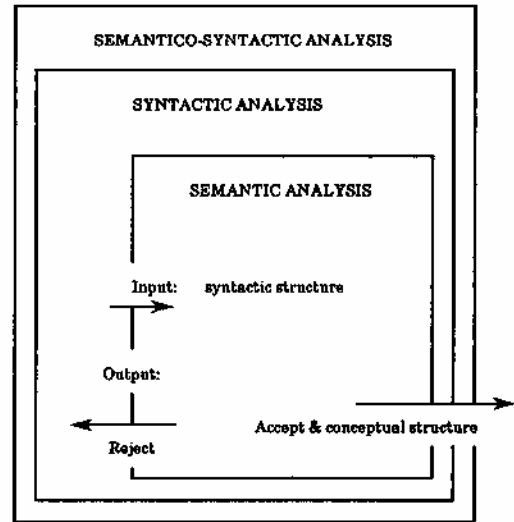 SEMANTICO-SYNTACTIC ANALYSIS
SYNTACTIC ANALYSIS
SEMANTIC ANALYSIS
Input: syntactic structure
Output:
Accept & conceptual structure
Reject